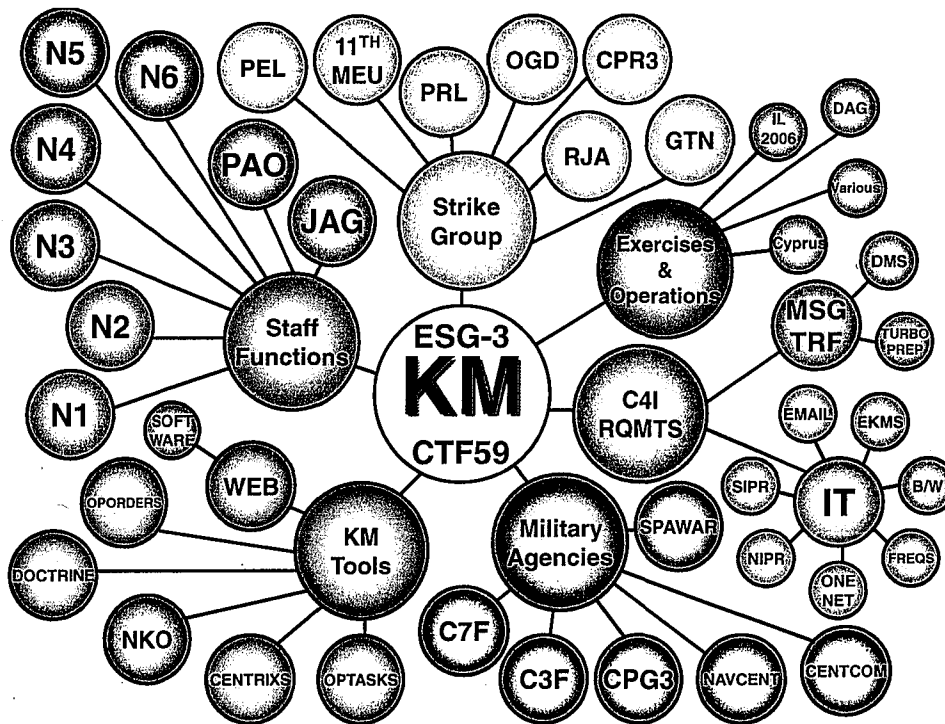 N5
N6
PEL
11TH
MEU
PRL
OGD
CPR3
RJA
GTN
IL
2006
DAG
Various
Cyprus
N4
PAO
JAG
N3
N2
N1
Staff
Functions
Strike
Group
Exercises
&
Operations
DMS
MSG
TRF
TURBO
PREP
ESG-3
KM
CTF59
C4I
RQMTS
EMAIL
EKMS
SIPR
IT
B/W
NIPR
FREQS
ONE
NET
SOFT
WARE
WEB
OPORDERS
DOCTRINE
KM
Tools
NKO
CENTRIXS
OPTASKS
Military
Agencies
SPAWAR
C7F
C3F
CPG3
NAVCENT
CENTCOM